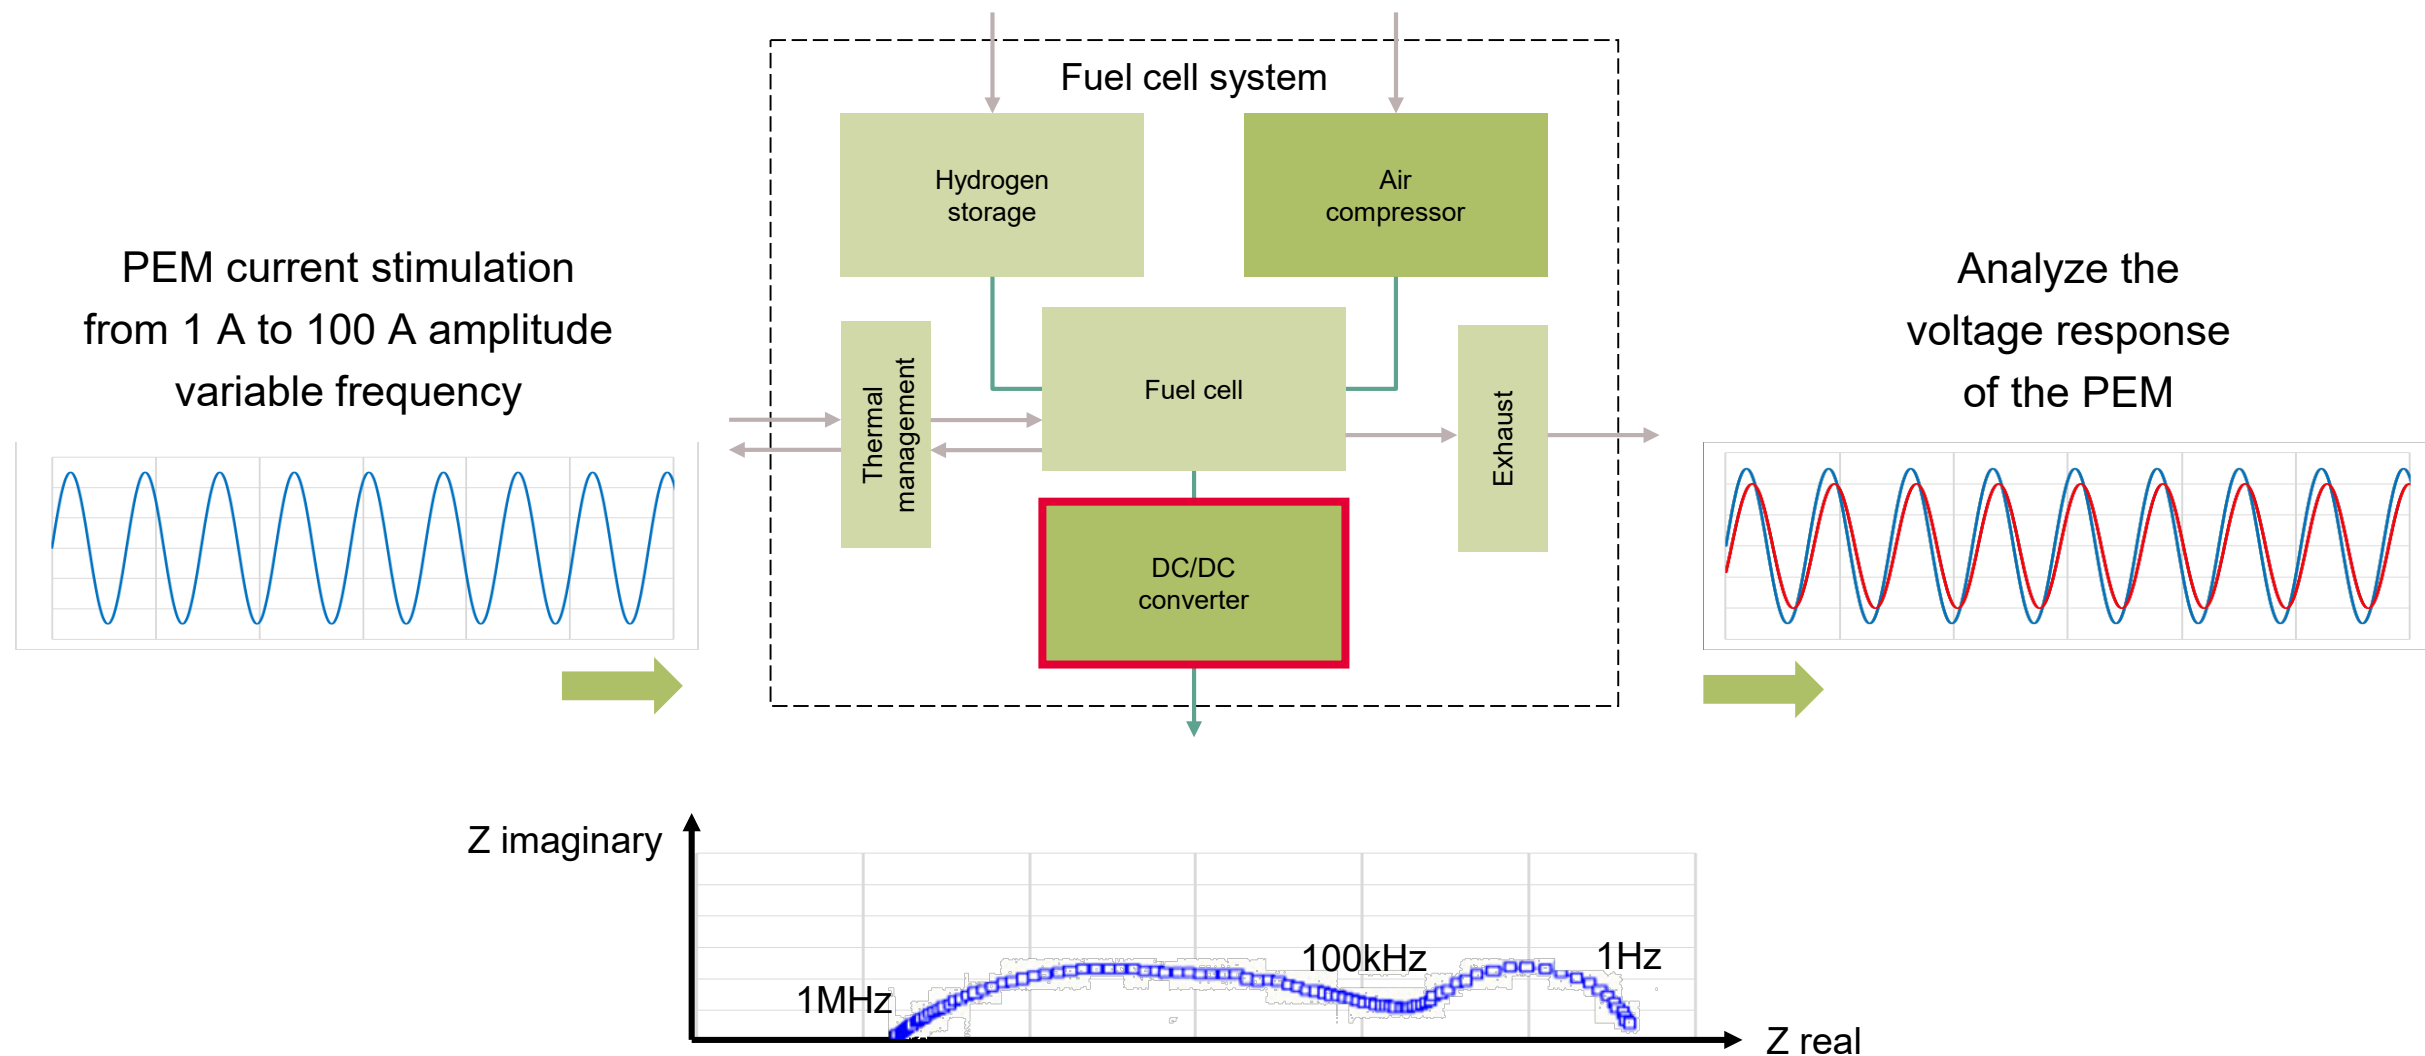 Fuel cell system
Hydrogen
storage
Air
compressor
PEM current stimulation
from 1 A to 100 A amplitude
variable frequency
Thermal
management
Fuel cell
Exhaust
DC/DC
converter
Analyze the
voltage response
of the PEM
Z imaginary
1MHz
100kHz
1Hz
Z real